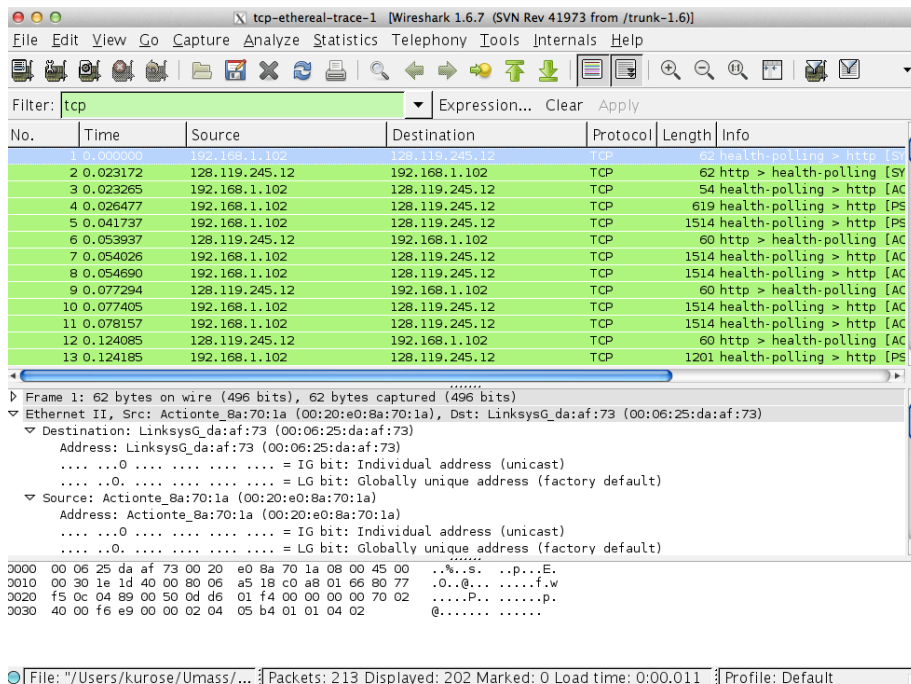 tcp-ethereal-trace-1 [Wireshark 1.6.7 (SVN Rev 41973 from /trunk-1.6)]
File Edit View Go Capture Analyze Statistics Telephony Tools Internals Help
Filter: tcp Expression... Clear Apply
No. Time Source Destination Protocol Length Info
1 0.000000 192.168.1.102 128.119.245.12 TCP 62 health-polling > http [SY
2 0.023172 128.119.245.12 192.168.1.102 TCP 62 http > health-polling [SY
3 0.023265 192.168.1.102 128.119.245.12 TCP 54 health-polling > http [AC
4 0.026477 192.168.1.102 128.119.245.12 TCP 619 health-polling > http [PS
5 0.041737 192.168.1.102 128.119.245.12 TCP 1514 health-polling > http [PS
6 0.053937 128.119.245.12 192.168.1.102 TCP 60 http > health-polling [AC
7 0.054026 192.168.1.102 128.119.245.12 TCP 1514 health-polling > http [AC
8 0.054690 192.168.1.102 128.119.245.12 TCP 1514 health-polling > http [AC
9 0.077294 128.119.245.12 192.168.1.102 TCP 60 http > health-polling [AC
10 0.077405 192.168.1.102 128.119.245.12 TCP 1514 health-polling > http [AC
11 0.078157 192.168.1.102 128.119.245.12 TCP 1514 health-polling > http [AC
12 0.124085 128.119.245.12 192.168.1.102 TCP 60 http > health-polling [AC
13 0.124185 192.168.1.102 128.119.245.12 TCP 1201 health-polling > http [PS
Frame 1: 62 bytes on wire (496 bits), 62 bytes captured (496 bits)
Ethernet II, Src: Actionte_8a:70:1a (00:20:e0:8a:70:1a), Dst: LinksysG_da:af:73 (00:06:25:da:af:73)
Destination: LinksysG_da:af:73 (00:06:25:da:af:73)
Address: LinksysG_da:af:73 (00:06:25:da:af:73)
.... ...0 .... .... .... .... = IG bit: Individual address (unicast)
.... ..0. .... .... .... .... = LG bit: Globally unique address (factory default)
Source: Actionte_8a:70:1a (00:20:e0:8a:70:1a)
Address: Actionte_8a:70:1a (00:20:e0:8a:70:1a)
.... ...0 .... .... .... .... = IG bit: Individual address (unicast)
.... ..0. .... .... .... .... = LG bit: Globally unique address (factory default)
0000 00 06 25 da af 73 00 20 e0 8a 70 1a 08 00 45 00 ..%..s. ..p...E.
0010 00 30 1e 1d 40 00 80 06 a5 18 c0 a8 01 66 80 77 .0..@... .....f.w
0020 f5 0c 04 89 00 50 0d d6 01 f4 00 00 00 00 70 02 .....P.. ......p.
0030 40 00 f6 e9 00 00 02 04 05 b4 01 01 04 02 @....... ......
File: "/Users/kurose/Umass/... Packets: 213 Displayed: 202 Marked: 0 Load time: 0:00.011 Profile: Default